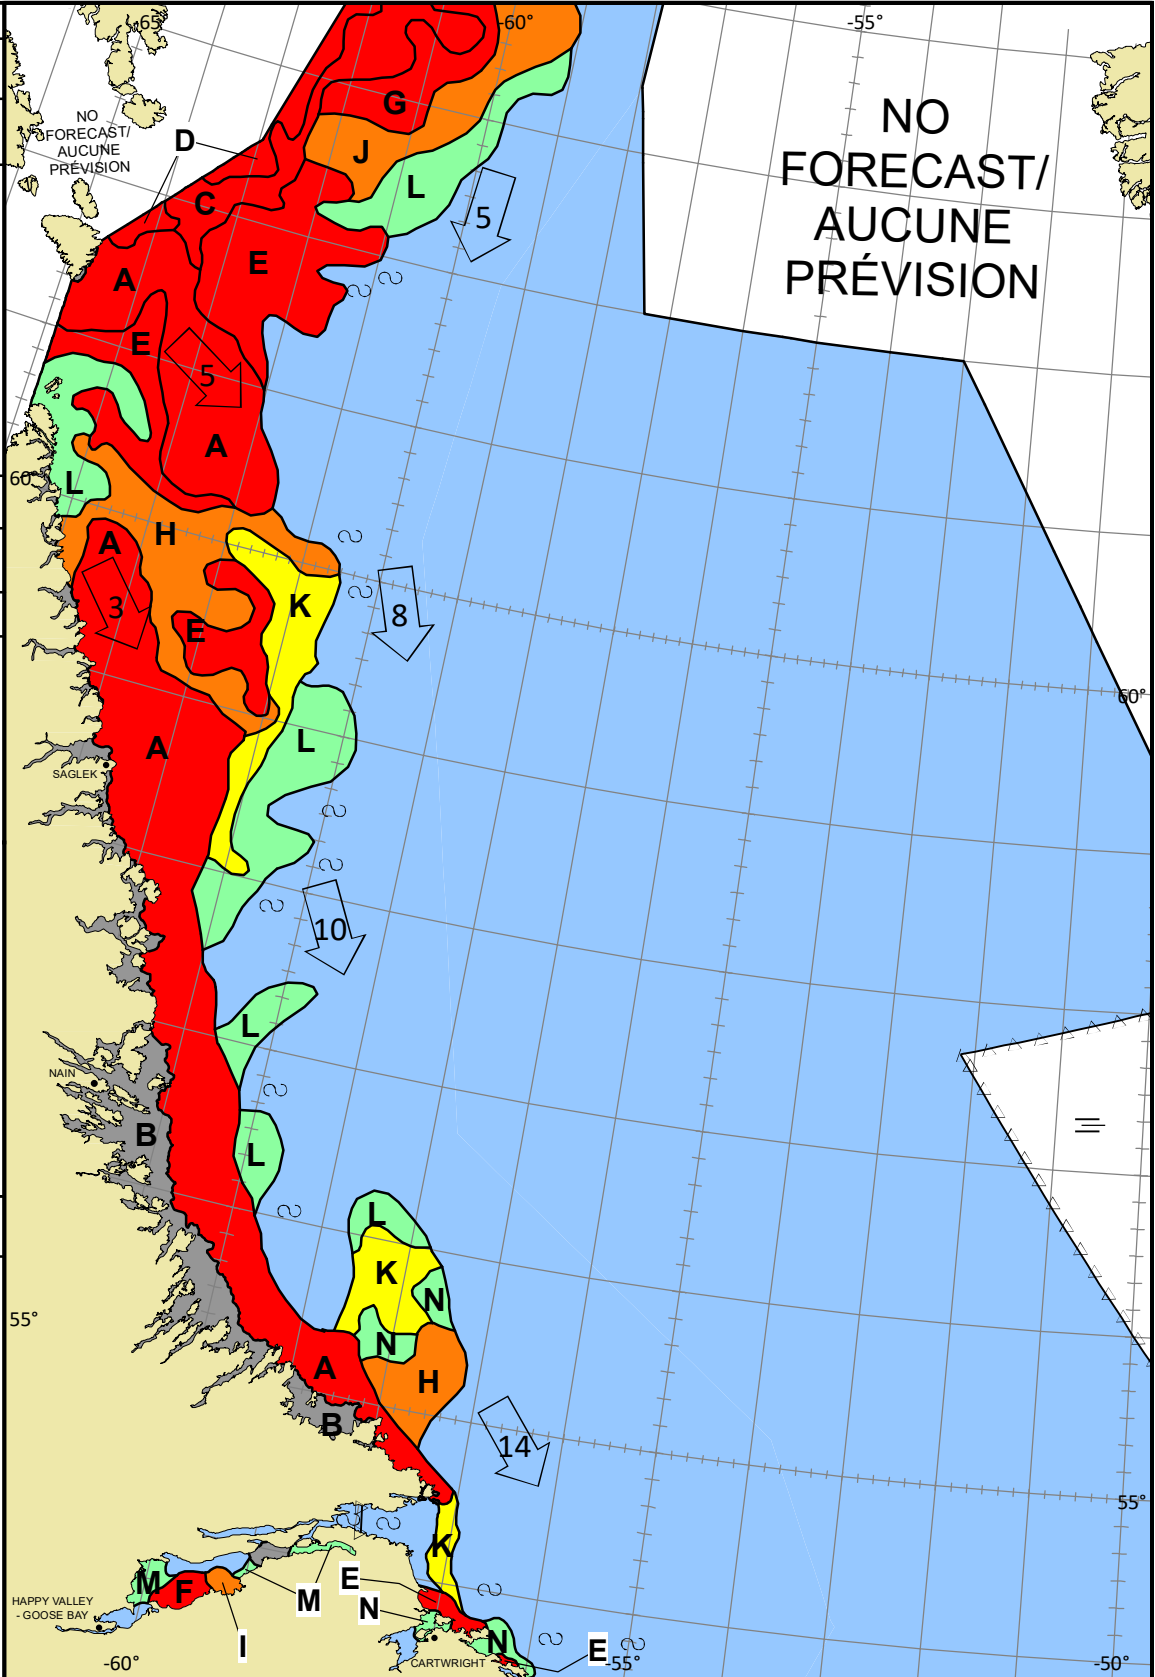 -65°
-60°
-55°
NO
FORECAST/
AUCUNE
PRÉVISION
NO
FORECAST/
AUCUNE
PRÉVISION
G
D
J
L
C
5
E
A
E
5
A
60°
L
H
A
K
3
E
8
60°
L
A
SAGLEK
10
L
NAIN
B
L
L
K
N
55°
N
A
H
B
14
55°
K
M
F
E
M
N
HAPPY VALLEY
- GOOSE BAY
I
N
E
CARTWRIGHT
-60°
-55°
-50°